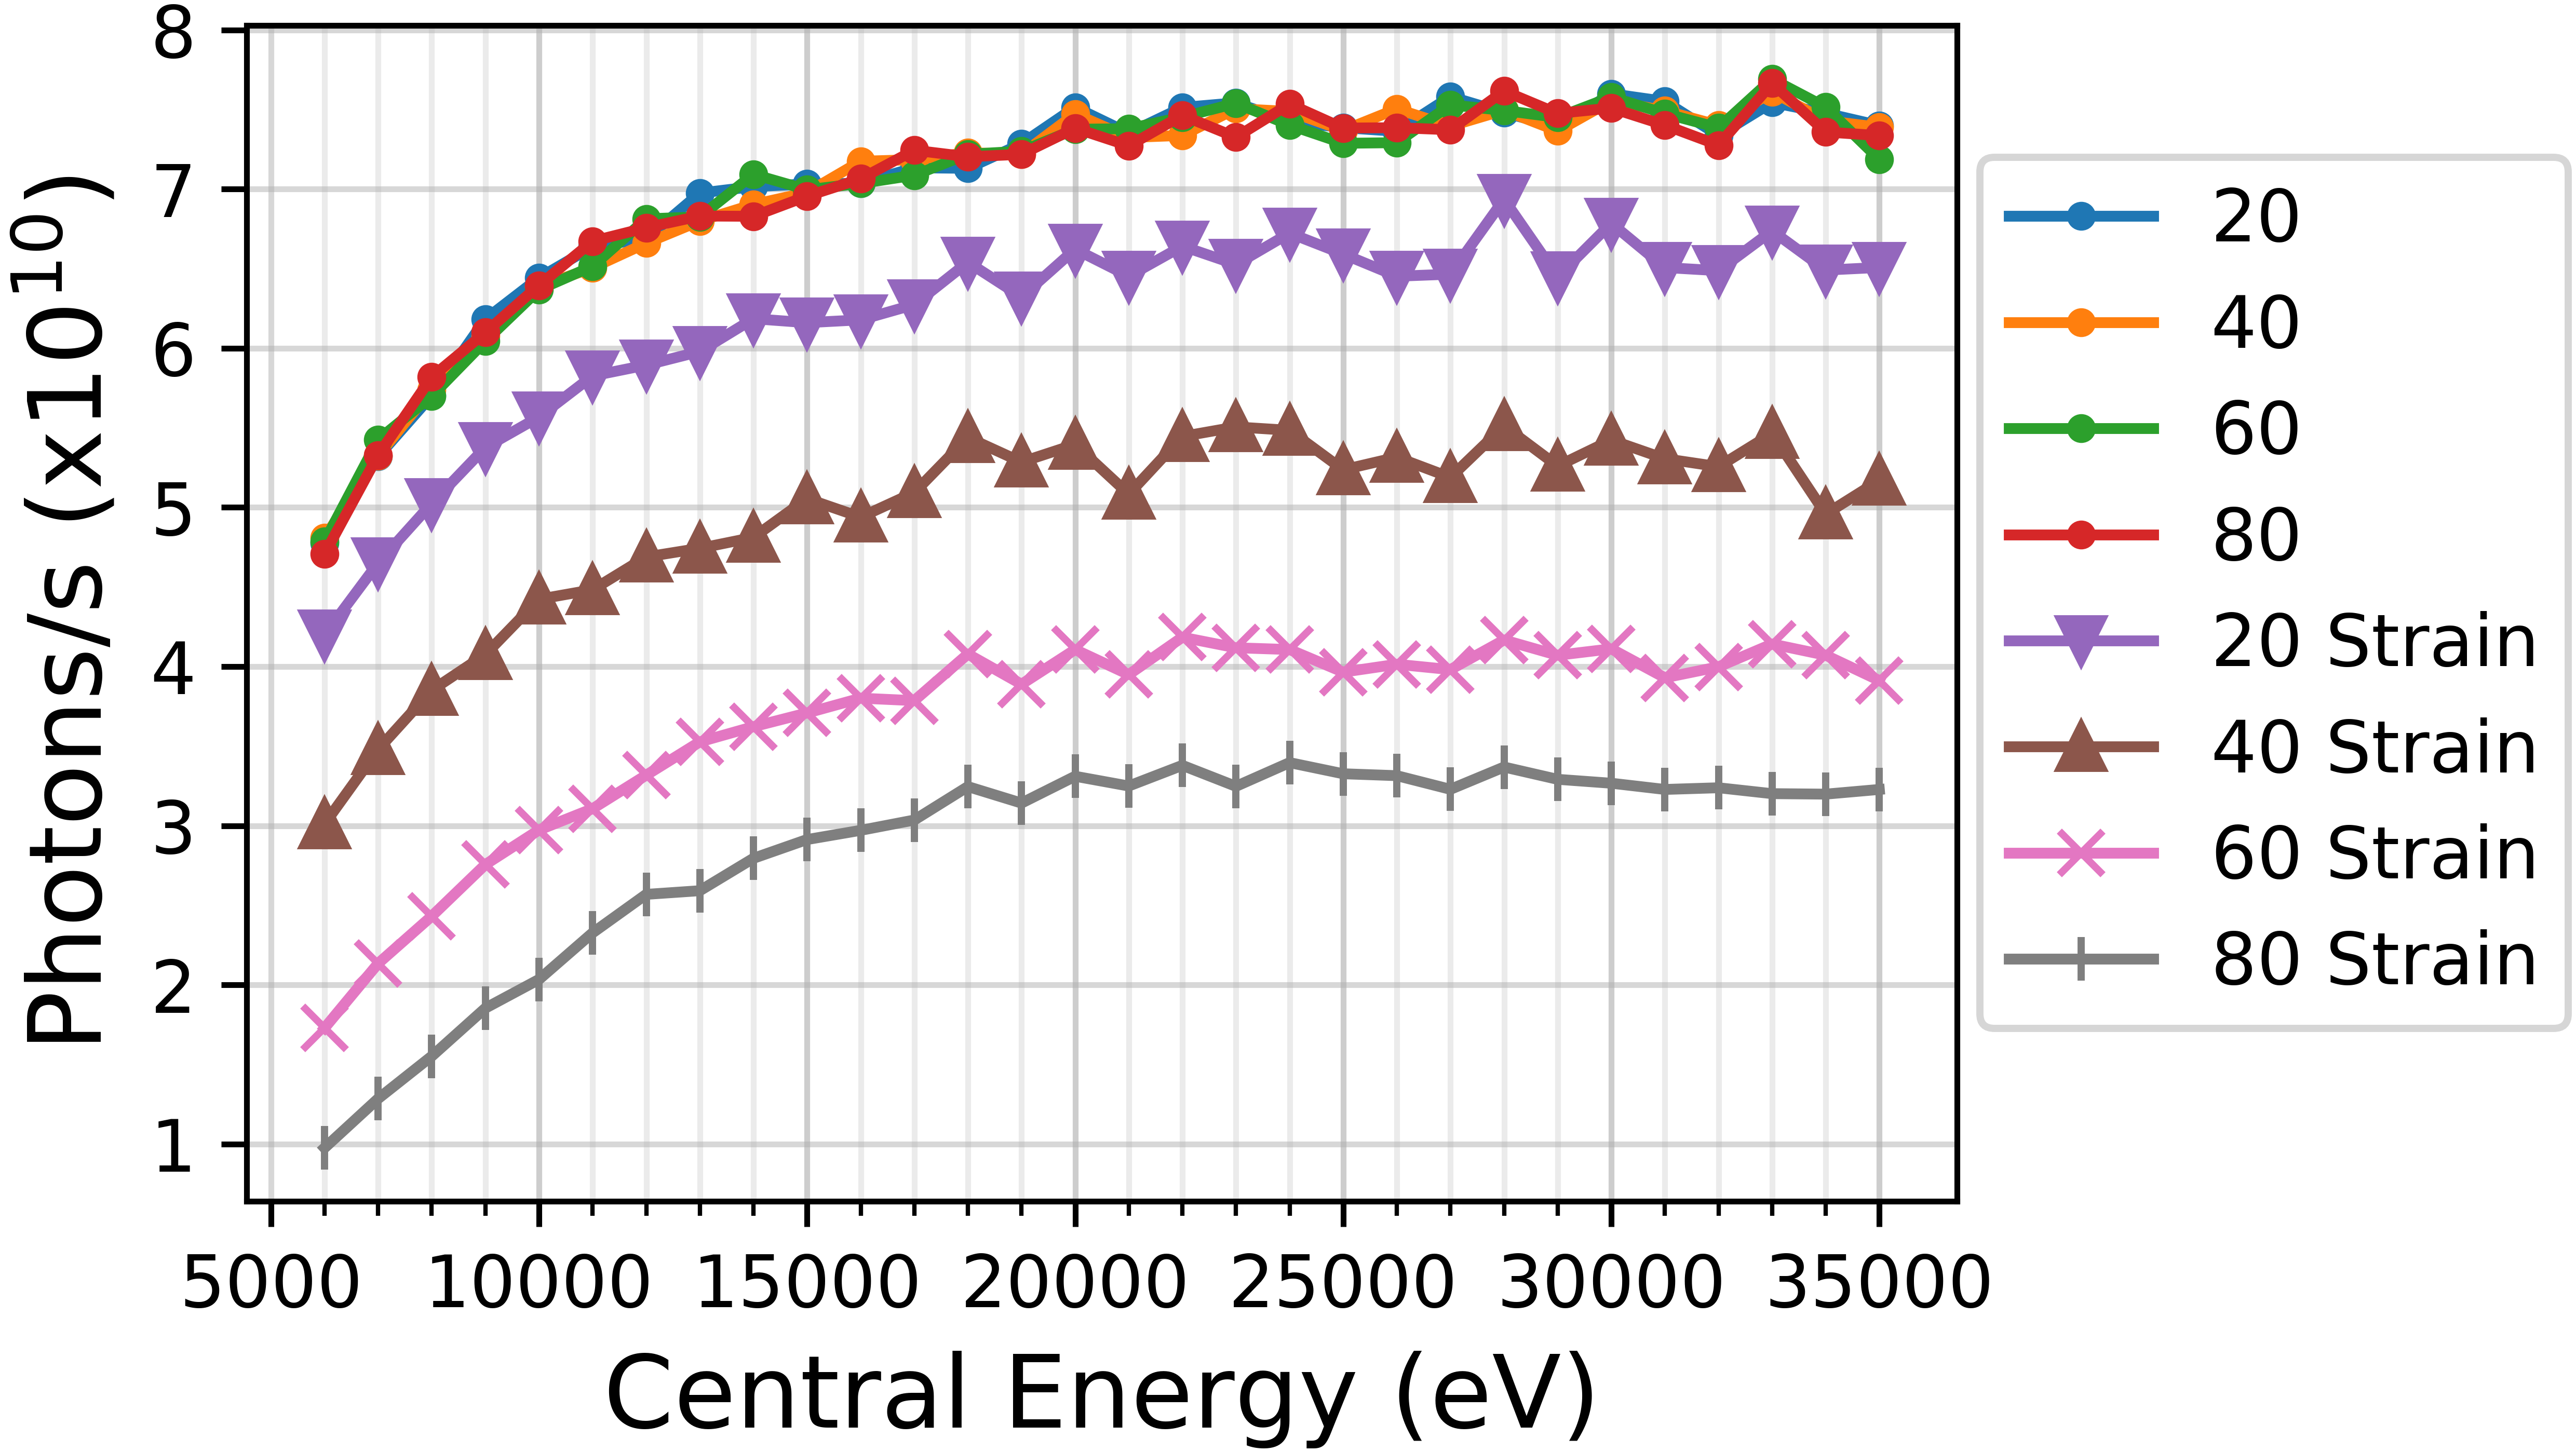 Photons/s (x10¹⁰)
8
7
6
5
4
3
2
1
5000 10000 15000 20000 25000 30000 35000
Central Energy (eV)
20
40
60
80
20 Strain
40 Strain
60 Strain
80 Strain